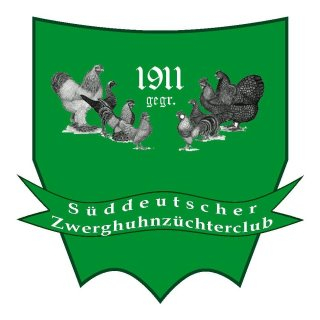 1911
gegr.
Süddeutscher
Zwerghuhnzüchterclub